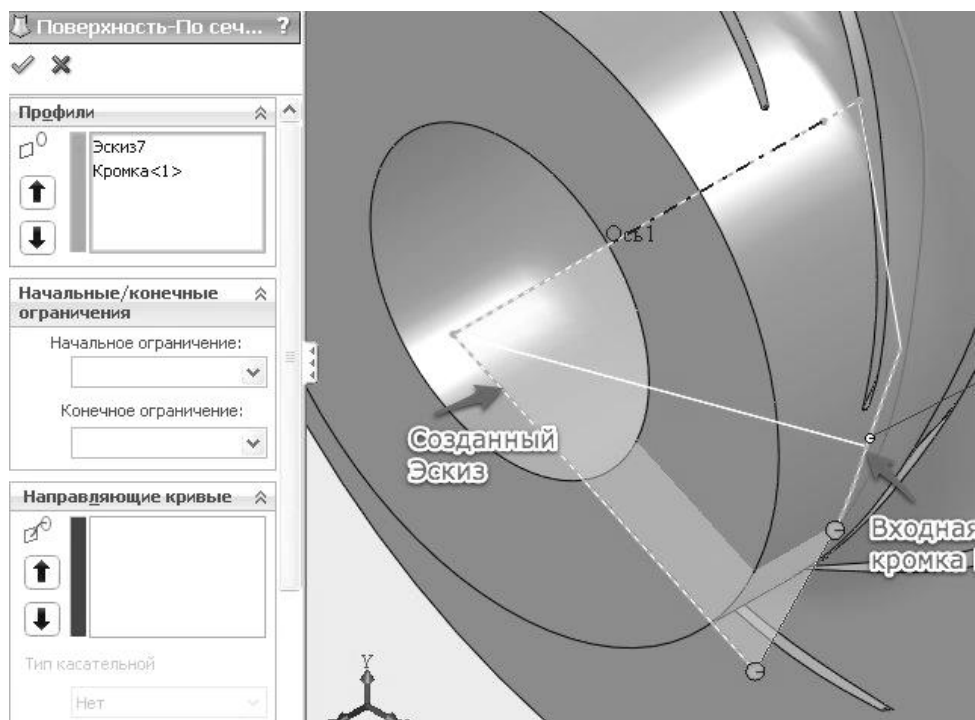 Поверхность-По сеч... ?
Профили
Эскиз7
Кромка<1>
Начальные/конечные
ограничения
Начальное ограничение:
Конечное ограничение:
Направляющие кривые
Тип касательной
Нет
Ось1
Созданный
Эскиз
Входная
кромка
Y